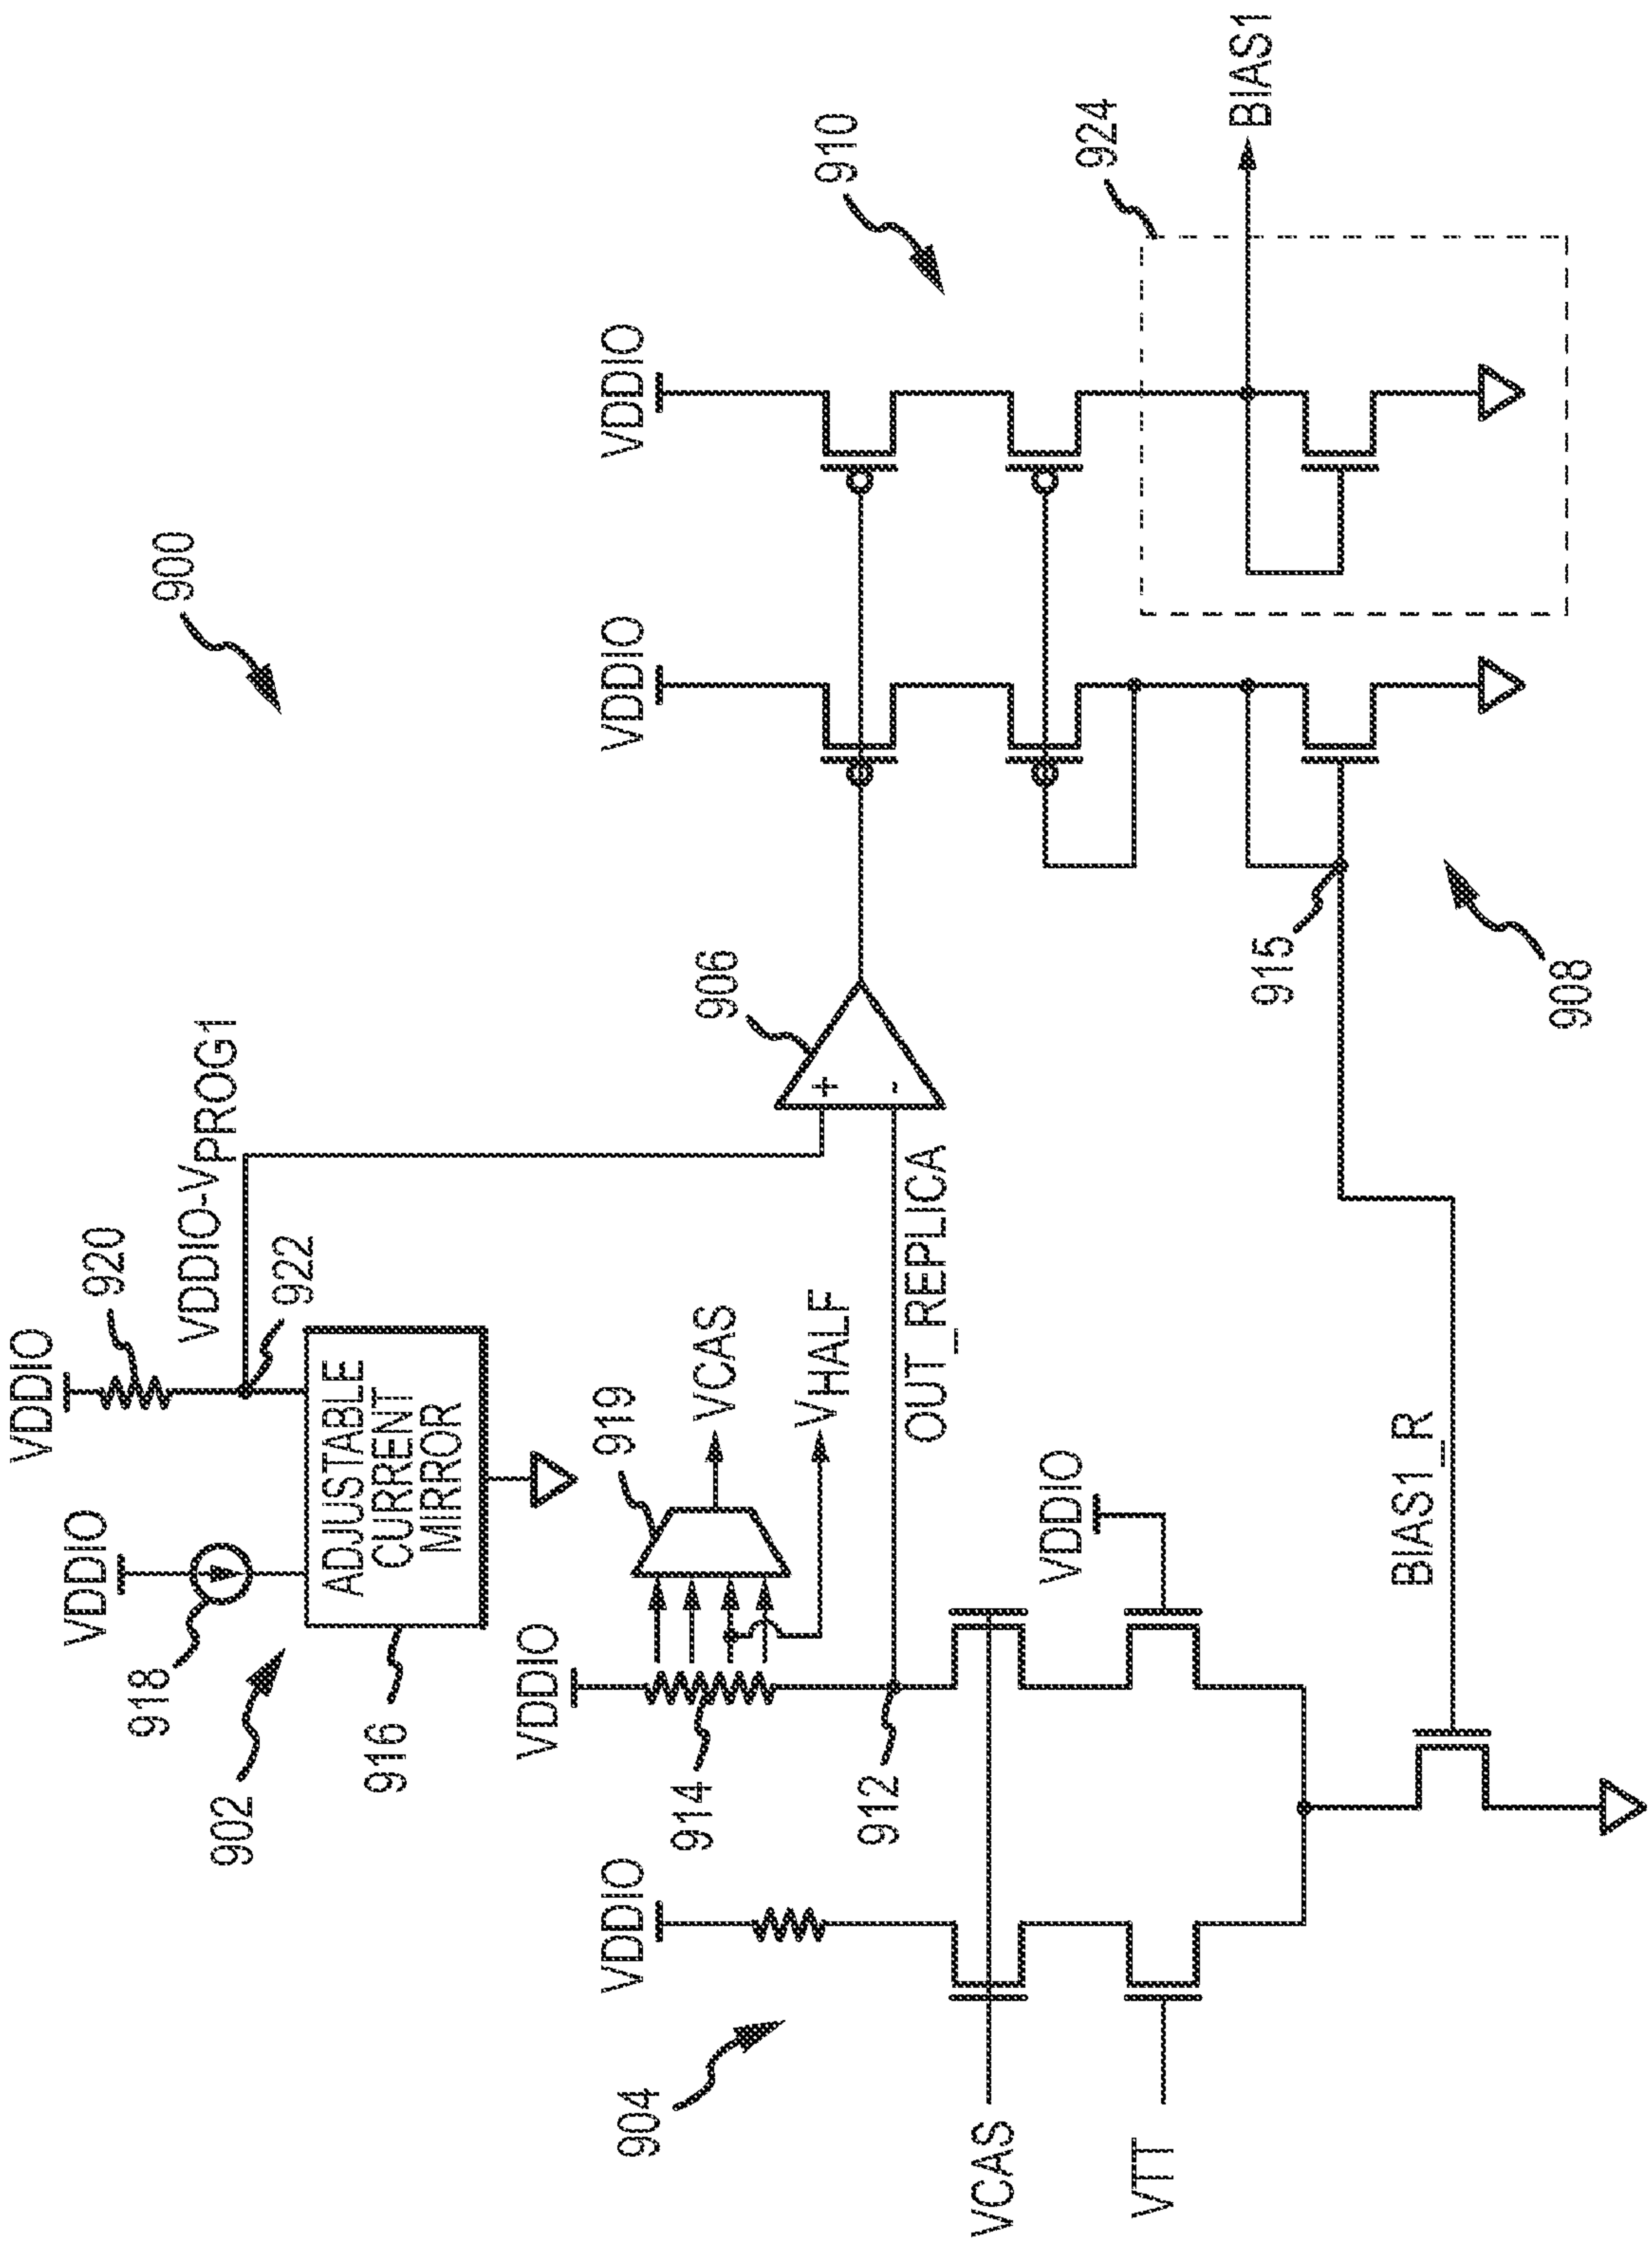 VDDIO
VDDIO
920
918
900
VDDIO-VPROG1
902
922
ADJUSTABLE
CURRENT
MIRROR
916
VDDIO
919
VDDIO
VDDIO
VDDIO
904
914
VCAS
906
VHALF
+
-
910
912
OUT_REPLICA
VCAS
VDDIO
924
VTT
BIAS1
915
BIAS1_R
908